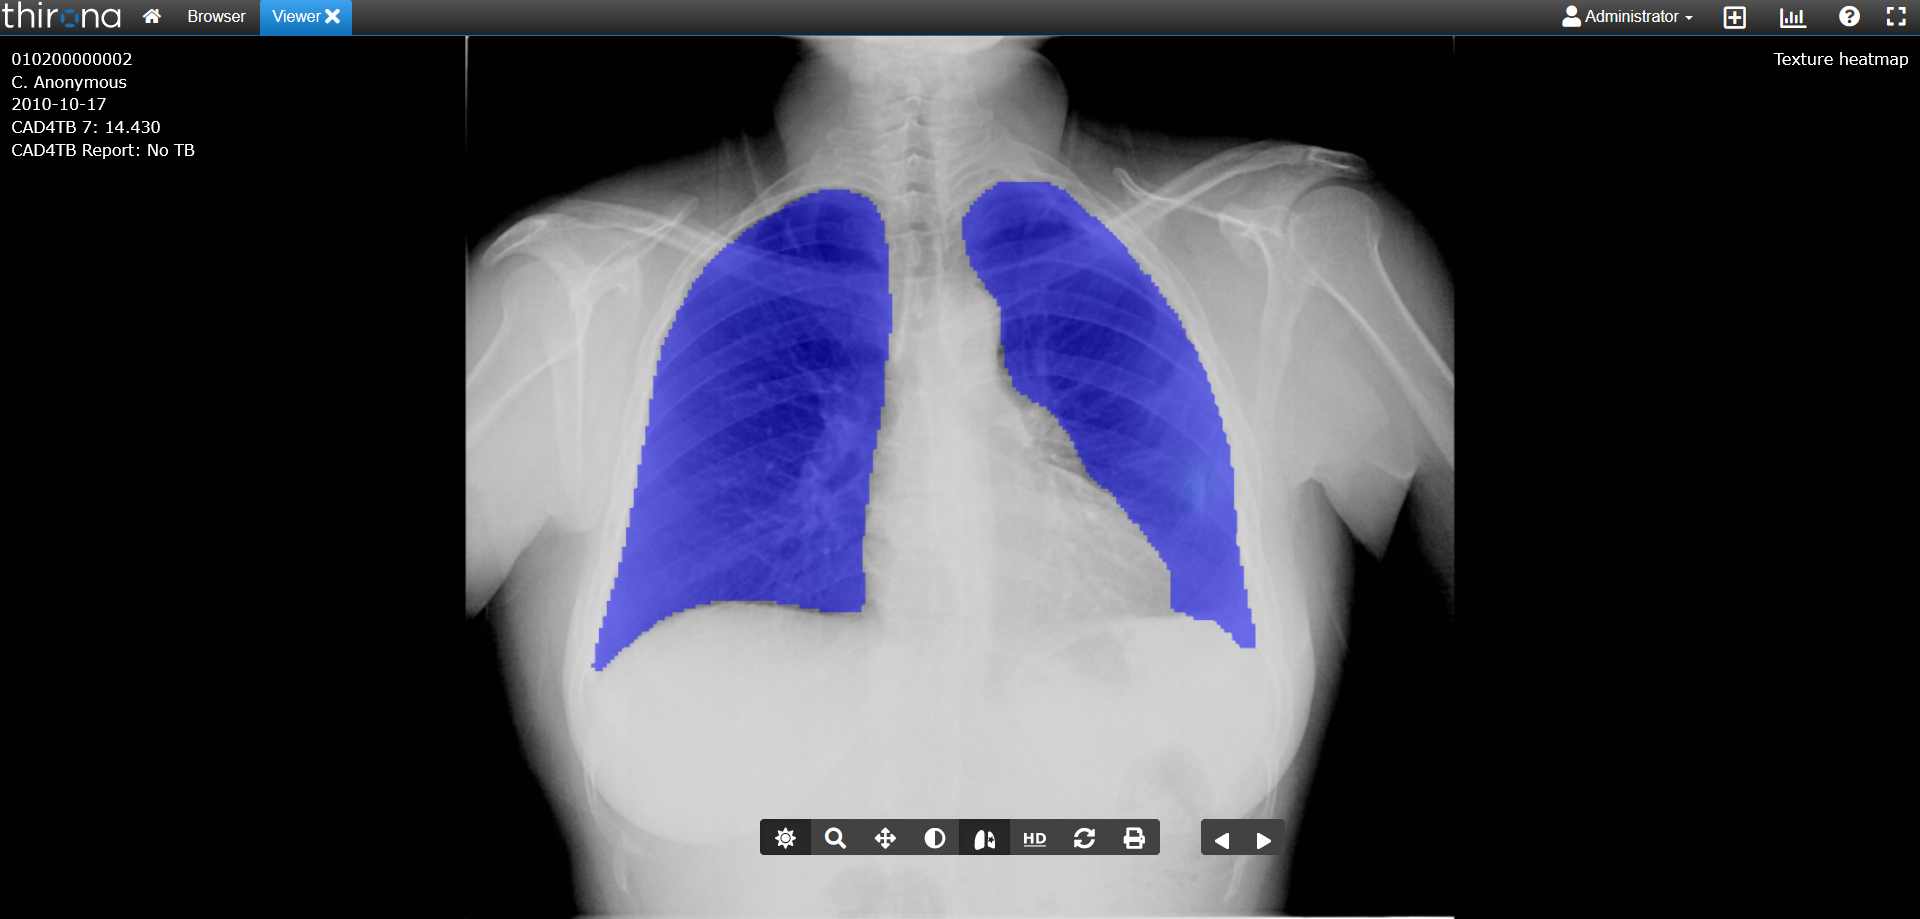 thirona Browser Viewer Administrator
010200000002
C. Anonymous
2010-10-17
CAD4TB 7: 14.430
CAD4TB Report: No TB
Texture heatmap
HD